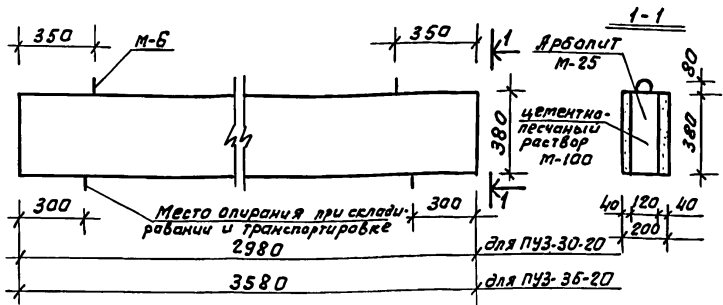 350
м-6
350
1
1-1
Арболит
М-25
80
380
цементно-
песчаный
раствор
М-100
380
300
Место опирания при склади-
ровании и транспортировке
300
1
40
120
40
200
2980
для ПУЗ-30-20
3580
для ПУЗ-36-20